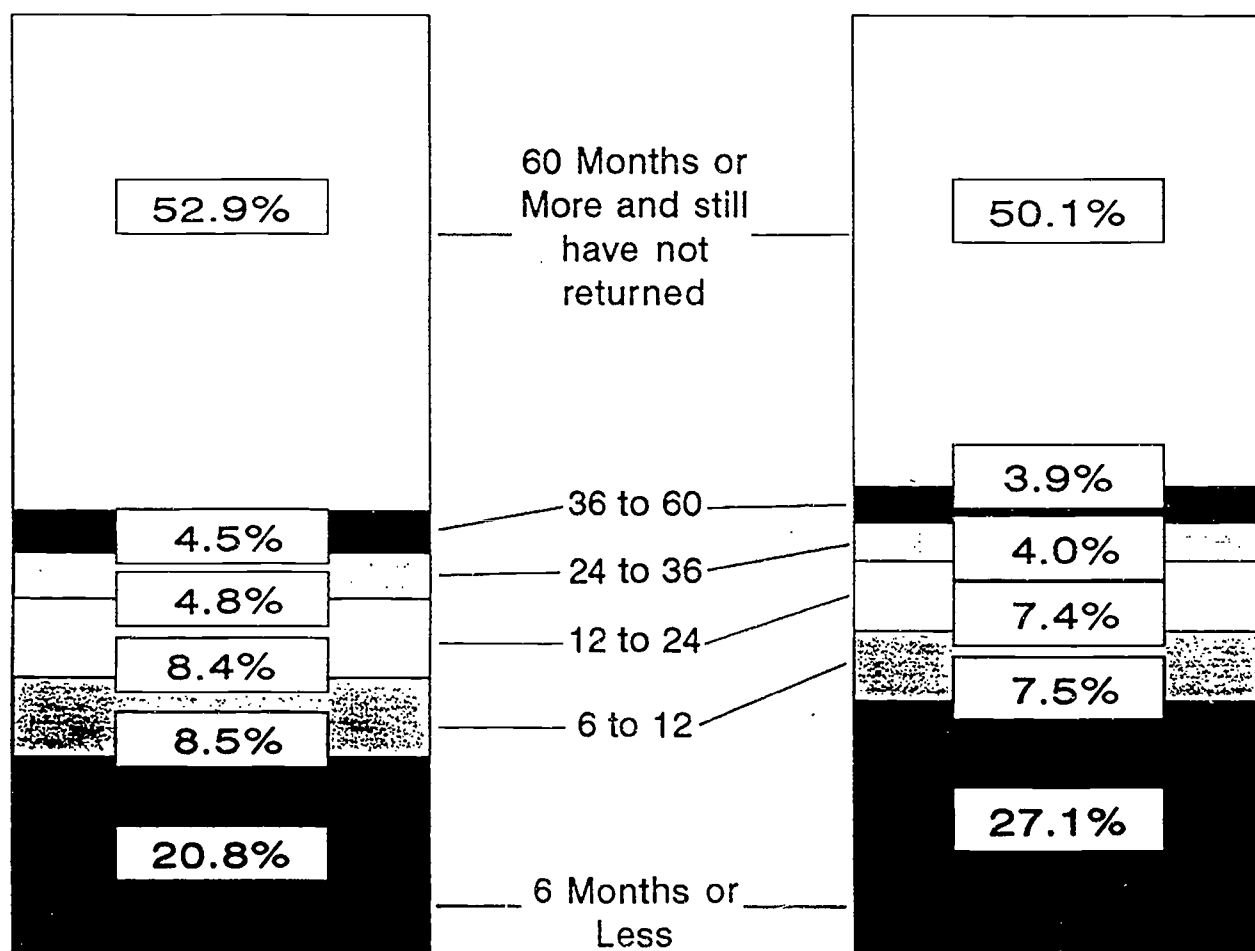 52.9%
60 Months or
More and still
have not
returned
50.1%
36 to 60
3.9%
4.5%
24 to 36
4.0%
4.8%
12 to 24
7.4%
8.4%
6 to 12
7.5%
8.5%
27.1%
20.8%
6 Months or
Less